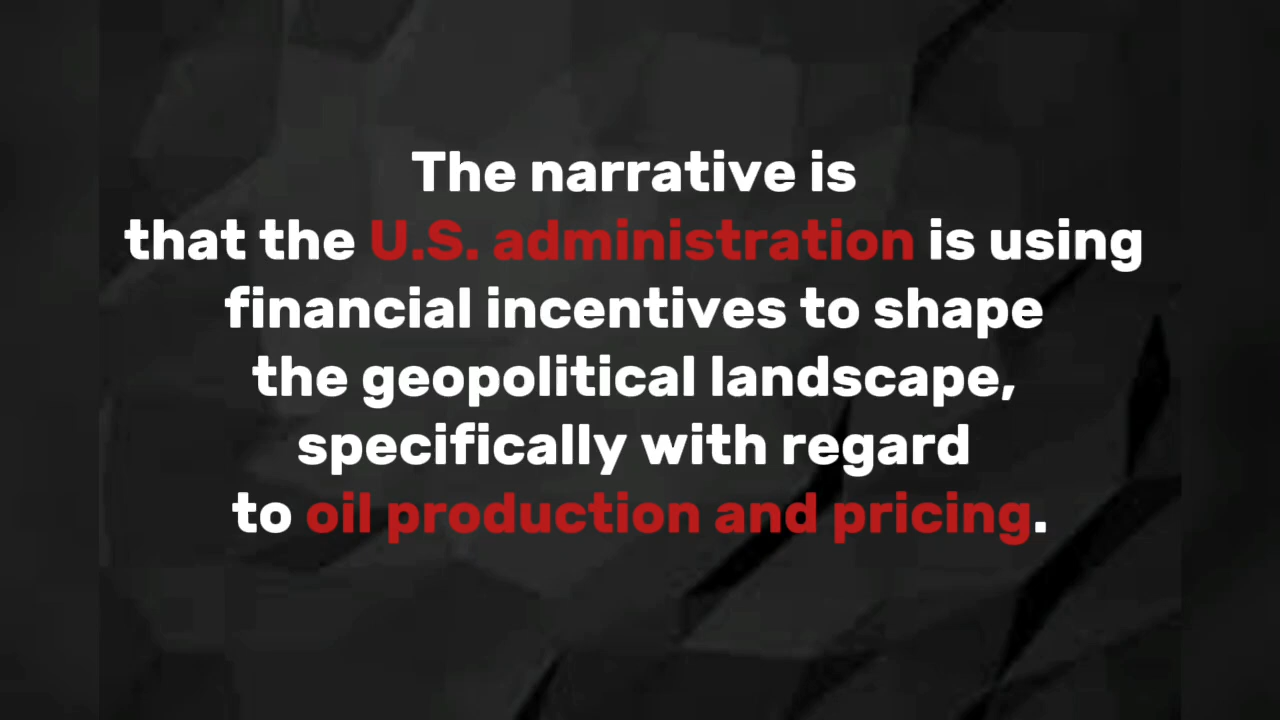 The narrative is
that the U.S. administration is using
financial incentives to shape
the geopolitical landscape,
specifically with regard
to oil production and pricing.